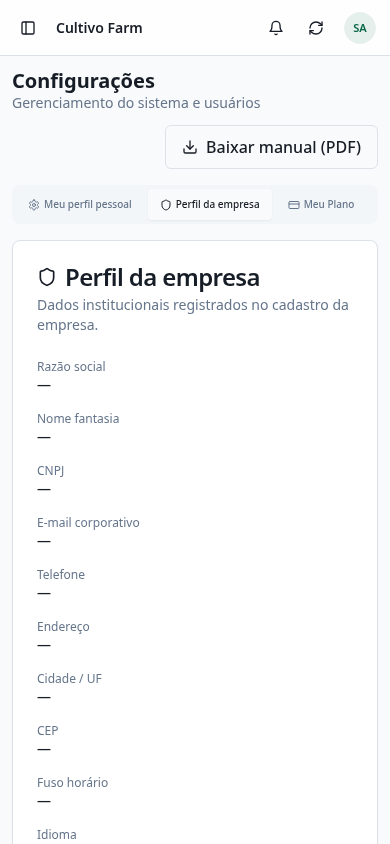 Cultivo Farm
SA
Configurações
Gerenciamento do sistema e usuários
Baixar manual (PDF)
Meu perfil pessoal
Perfil da empresa
Meu Plano
Perfil da empresa
Dados institucionais registrados no cadastro da
empresa.
Razão social
—
Nome fantasia
—
CNPJ
—
E-mail corporativo
—
Telefone
—
Endereço
—
Cidade / UF
—
CEP
—
Fuso horário
—
Idioma